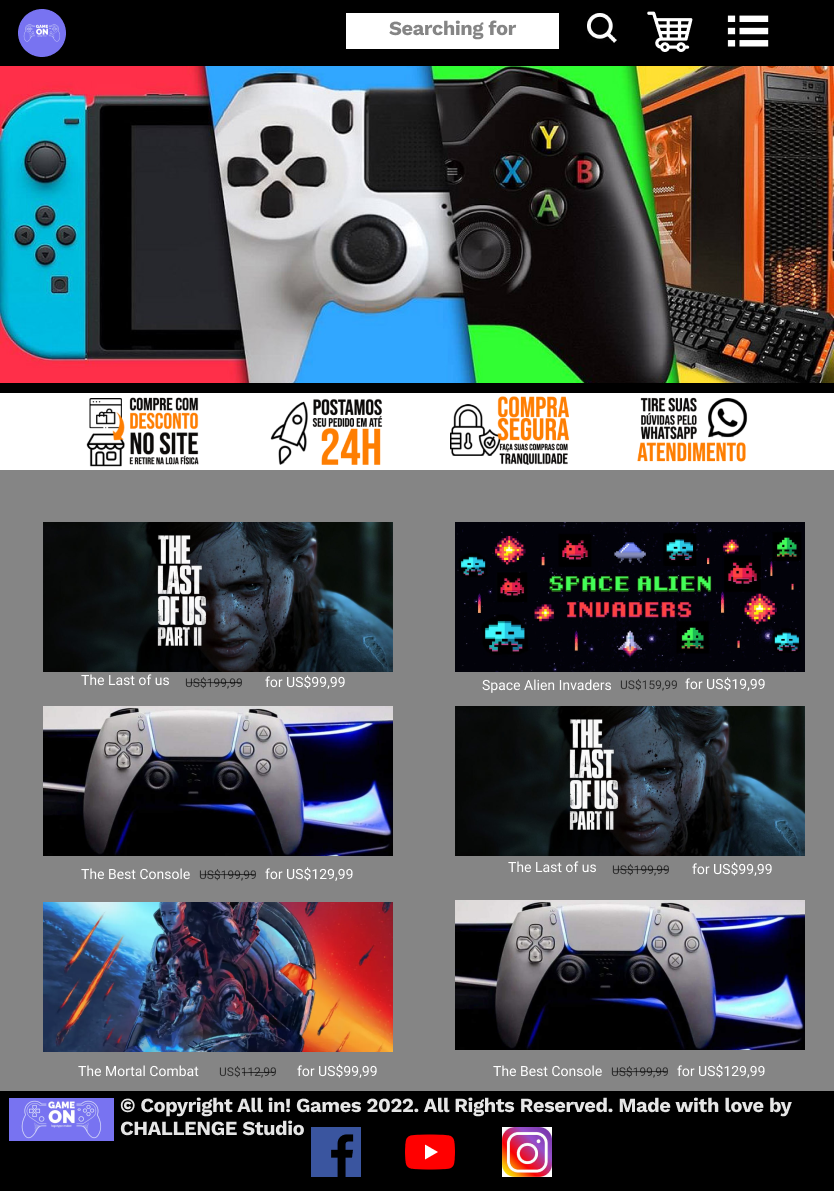 GAME
ON
Searching for
Y
X
B
A
COMPRE COM
DESCONTO
NO SITE
E RETIRE NA LOJA FÍSICA
POSTAMOS
SEU PEDIDO EM ATÉ
24H
COMPRA
SEGURA
FAÇA SUAS COMPRAS COM
TRANQUILIDADE
TIRE SUAS
DÚVIDAS PELO
WHATSAPP
ATENDIMENTO
THE
LAST
OF US
PART II
SPACE ALIEN
INVADERS
The Last of us US$199,99 for US$99,99
Space Alien Invaders US$159,99 for US$19,99
THE
LAST
OF US
PART II
The Best Console US$199,99 for US$129,99
The Last of us US$199,99 for US$99,99
The Mortal Combat US$112,99 for US$99,99
The Best Console US$199,99 for US$129,99
GAME
ON
© Copyright All in! Games 2022. All Rights Reserved. Made with love by
CHALLENGE Studio